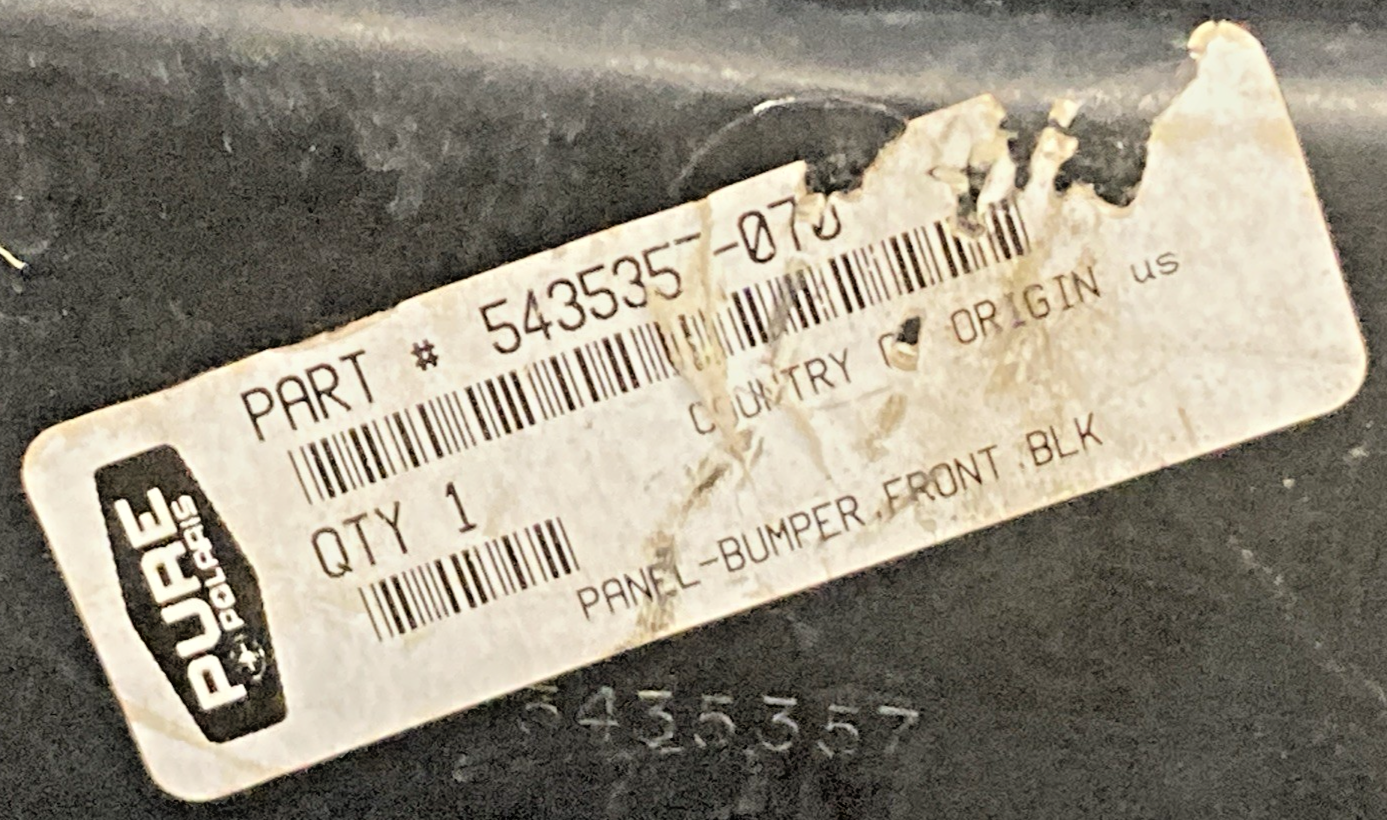 PART # 5435357-070
COUNTRY OF ORIGIN us
QTY 1
PANEL-BUMPER,FRONT,BLK
PURE
POLARIS
5435357